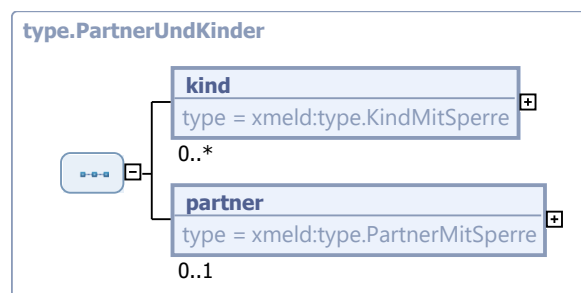 type.PartnerUndKinder
kind
type = xmeld:type.KindMitSperre
0..*
partner
type = xmeld:type.PartnerMitSperre
0..1